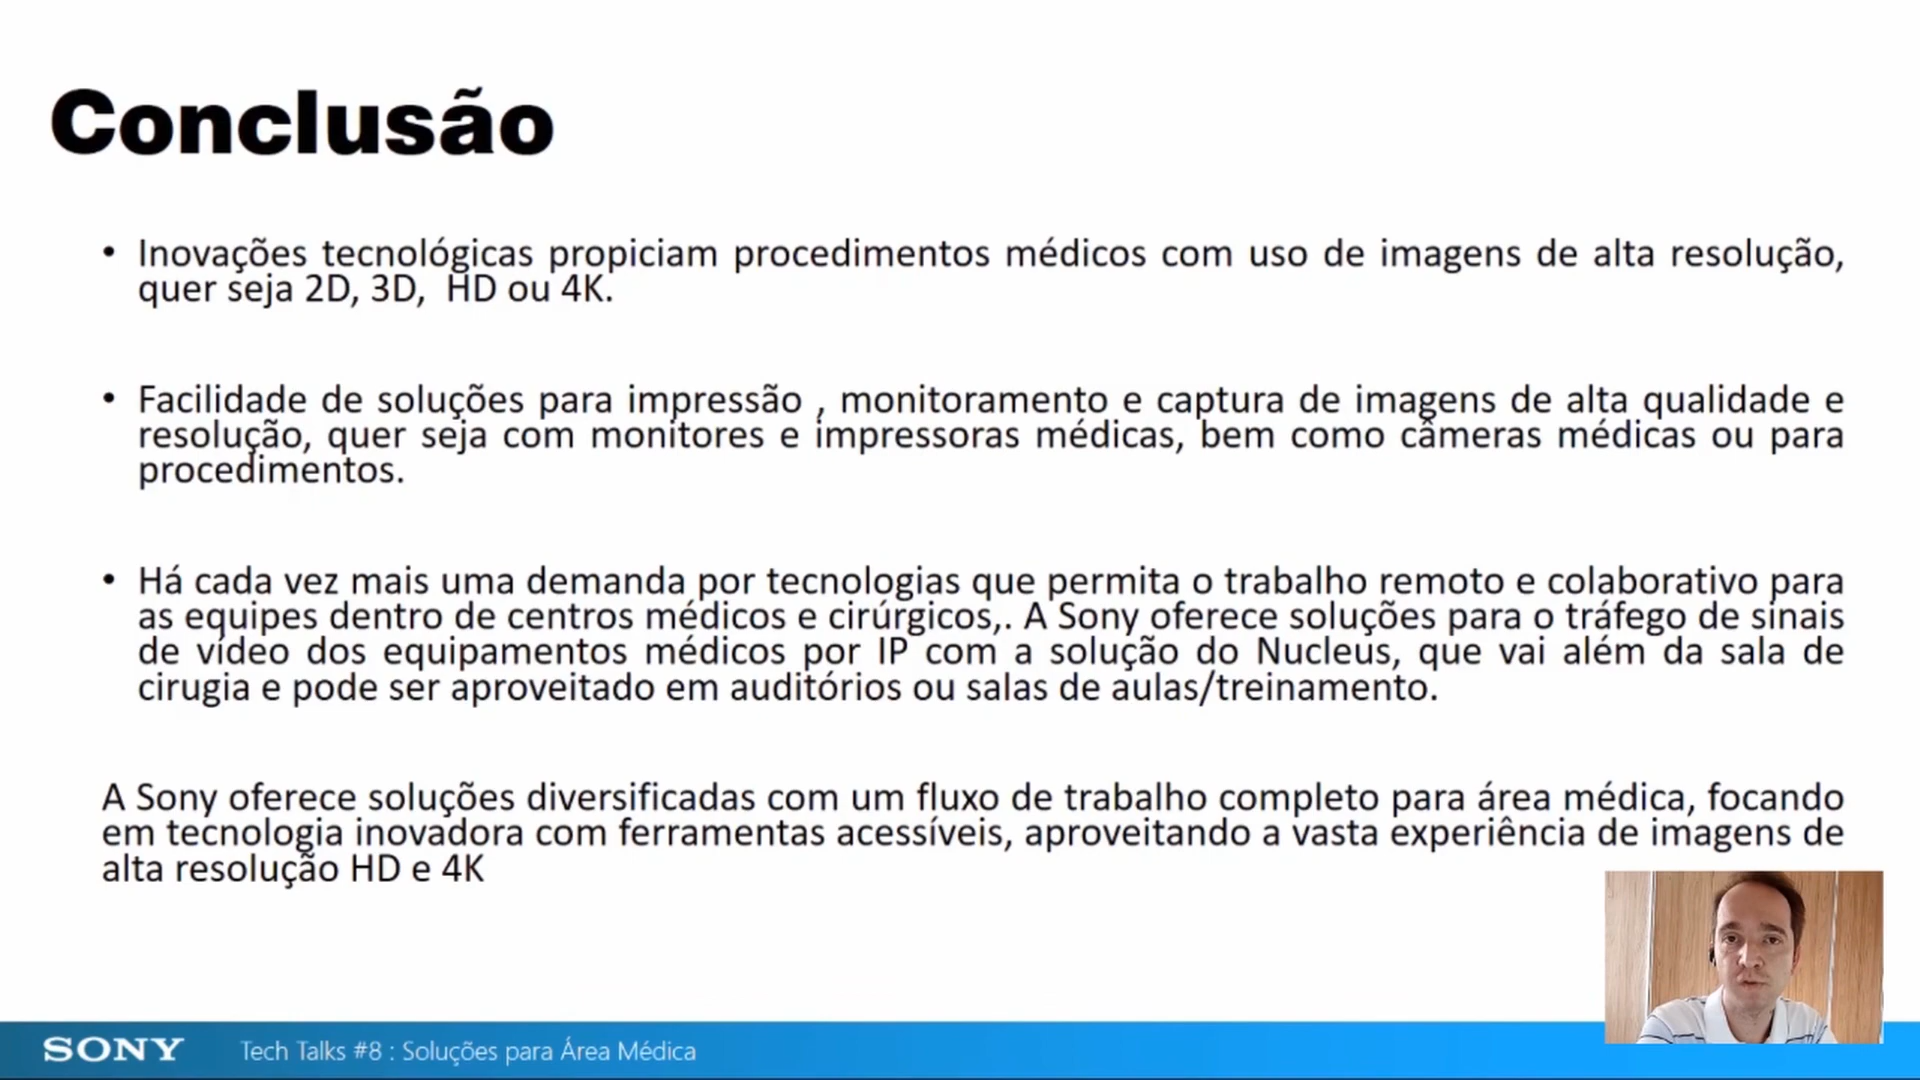 Conclusão
• Inovações tecnológicas propiciam procedimentos médicos com uso de imagens de alta resolução,
quer seja 2D, 3D,  HD ou 4K.
• Facilidade de soluções para impressão , monitoramento e captura de imagens de alta qualidade e
resolução, quer seja com monitores e impressoras médicas, bem como câmeras médicas ou para
procedimentos.
• Há cada vez mais uma demanda por tecnologias que permita o trabalho remoto e colaborativo para
as equipes dentro de centros médicos e cirúrgicos,. A Sony oferece soluções para o tráfego de sinais
de vídeo dos equipamentos médicos por IP com a solução do Nucleus, que vai além da sala de
cirugia e pode ser aproveitado em auditórios ou salas de aulas/treinamento.
A Sony oferece soluções diversificadas com um fluxo de trabalho completo para área médica, focando
em tecnologia inovadora com ferramentas acessíveis, aproveitando a vasta experiência de imagens de
alta resolução HD e 4K
SONY Tech Talks #8 : Soluções para Área Médica